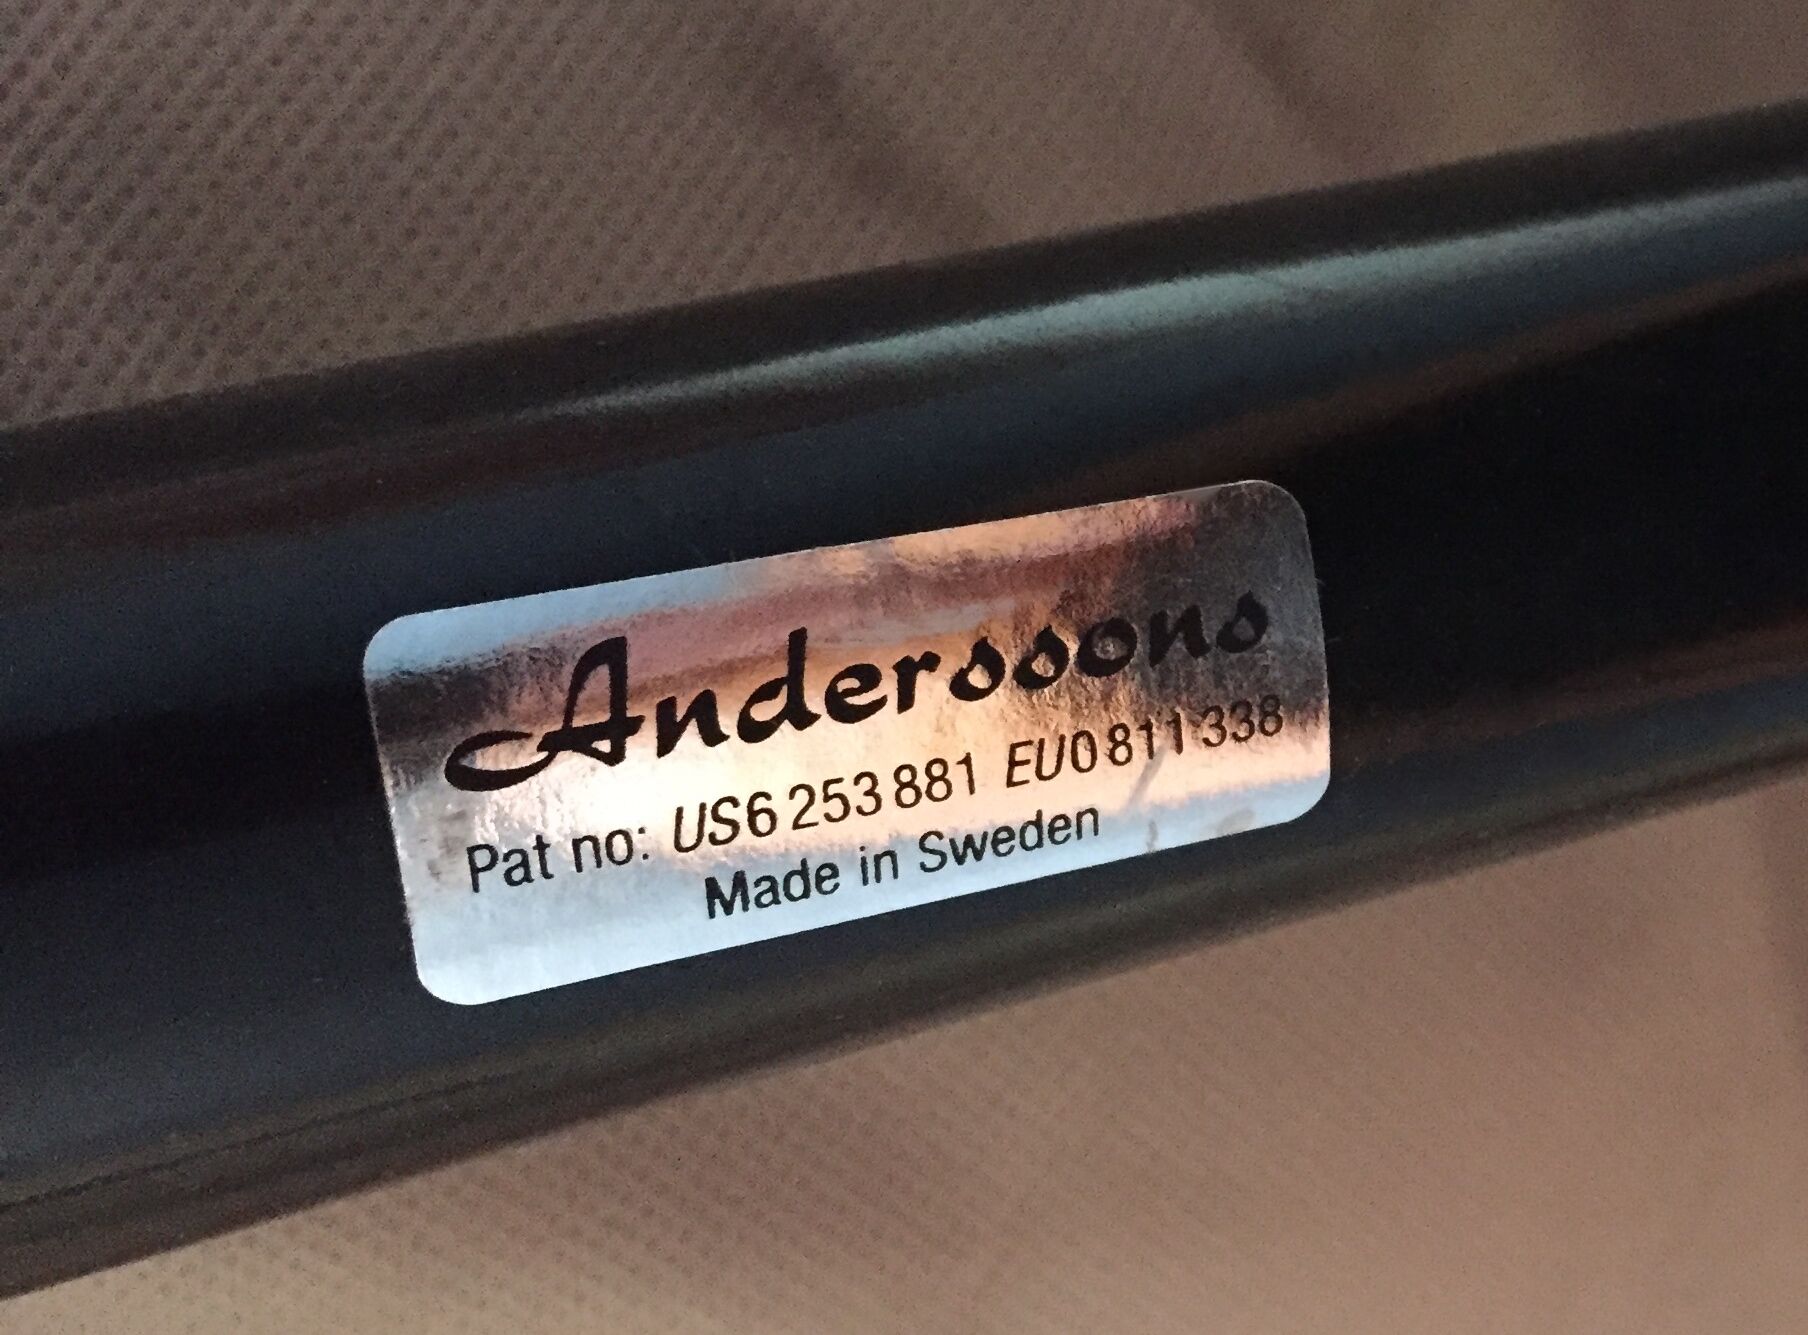 Anderssons
Pat no: US6 253 881 EU0 811 338
Made in Sweden